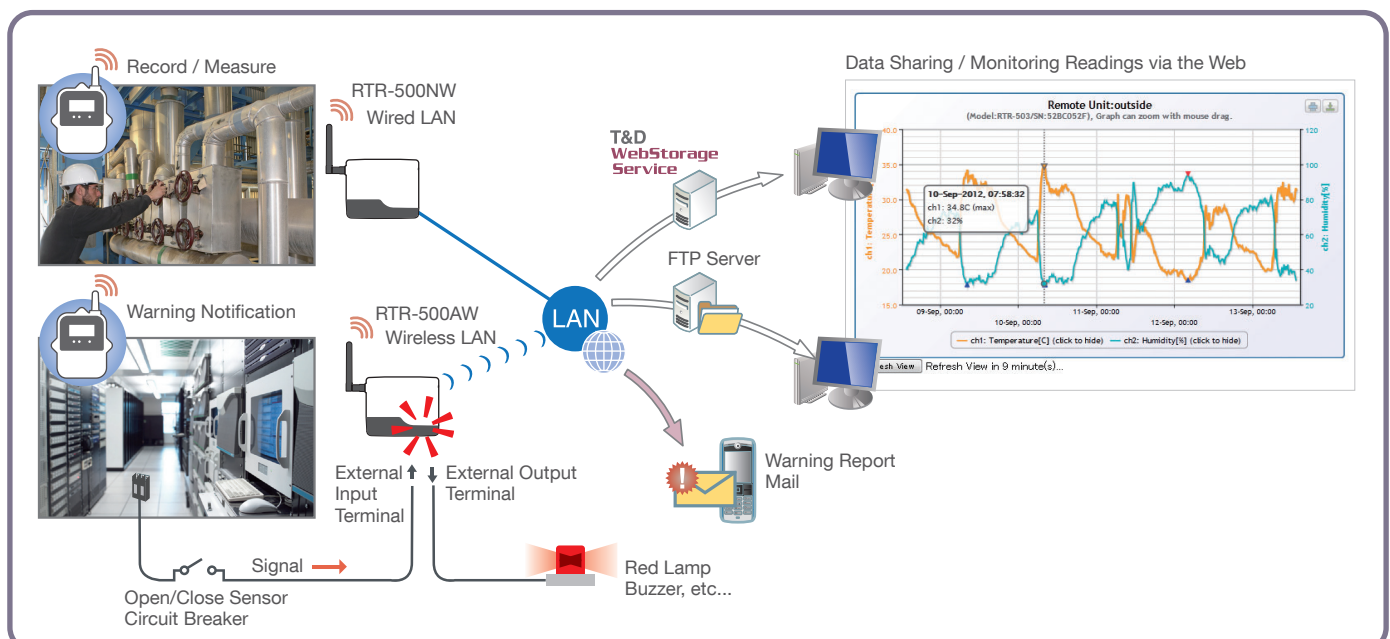 Record / Measure
RTR-500NW
Wired LAN
Warning Notification
RTR-500AW
Wireless LAN
LAN
External
Input
Terminal
External Output
Terminal
Signal
Open/Close Sensor
Circuit Breaker
Red Lamp
Buzzer, etc...
T&D
WebStorage
Service
FTP Server
Warning Report
Mail
Data Sharing / Monitoring Readings via the Web
Remote Unit:outside
(Model:RTR-503/SN:52BC052F), Graph can zoom with mouse drag.
40.0
35.0
30.0
25.0
20.0
15.0
ch1: Temperatur
10-Sep-2012, 07:58:32
ch1: 34.8C (max)
ch2: 32%
120
100
80
60
40
20
ch2: Humidity[%]
09-Sep, 00:00
10-Sep, 00:00
11-Sep, 00:00
12-Sep, 00:00
13-Sep, 00:00
ch1: Temperature[C] (click to hide)
ch2: Humidity[%] (click to hide)
esh View
Refresh View in 9 minute(s)...